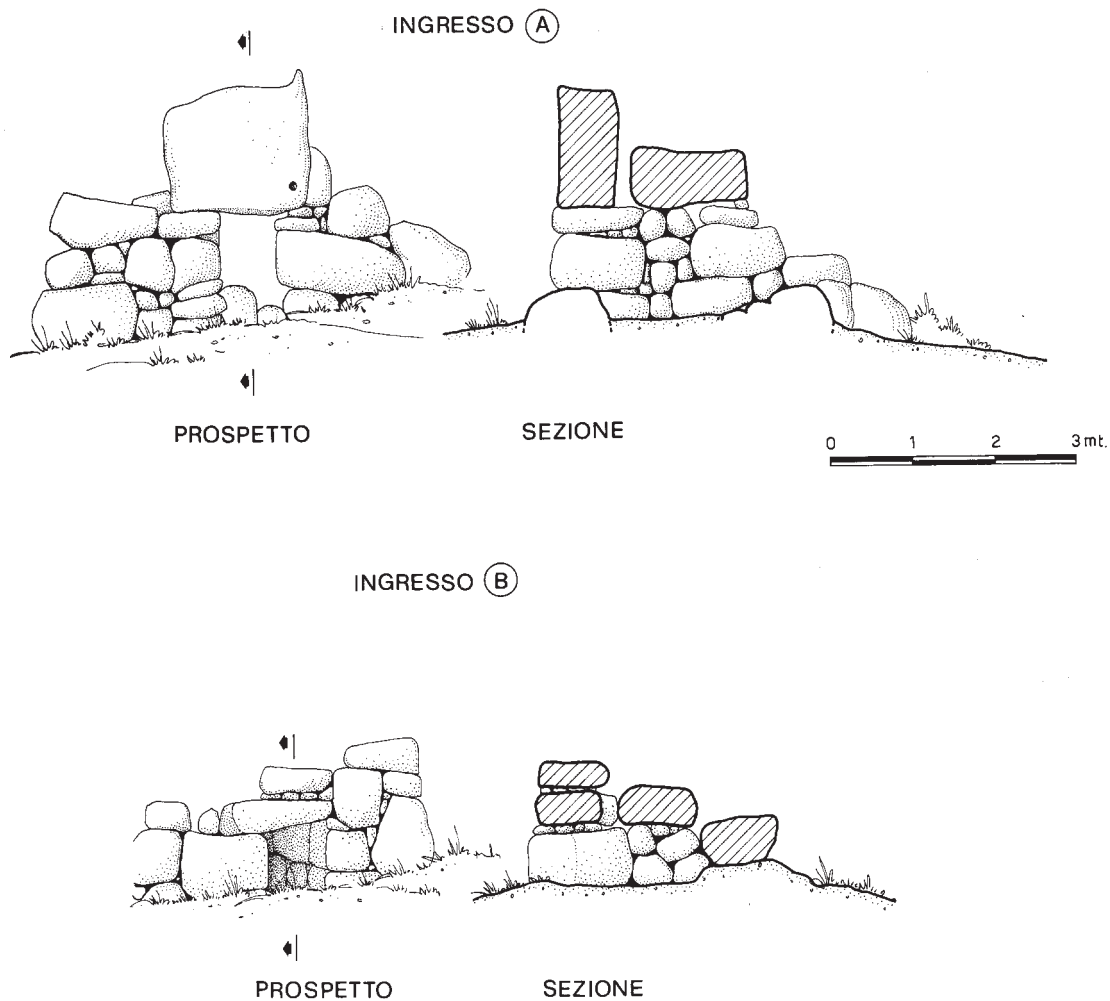 INGRESSO A
PROSPETTO SEZIONE
0 1 2 3 mt.
INGRESSO B
PROSPETTO SEZIONE